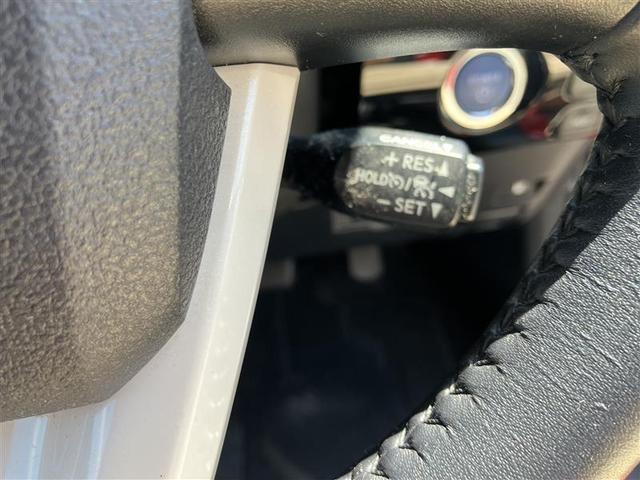 CANCEL
+ RES ▲
HOLD / ◀
− SET ▼